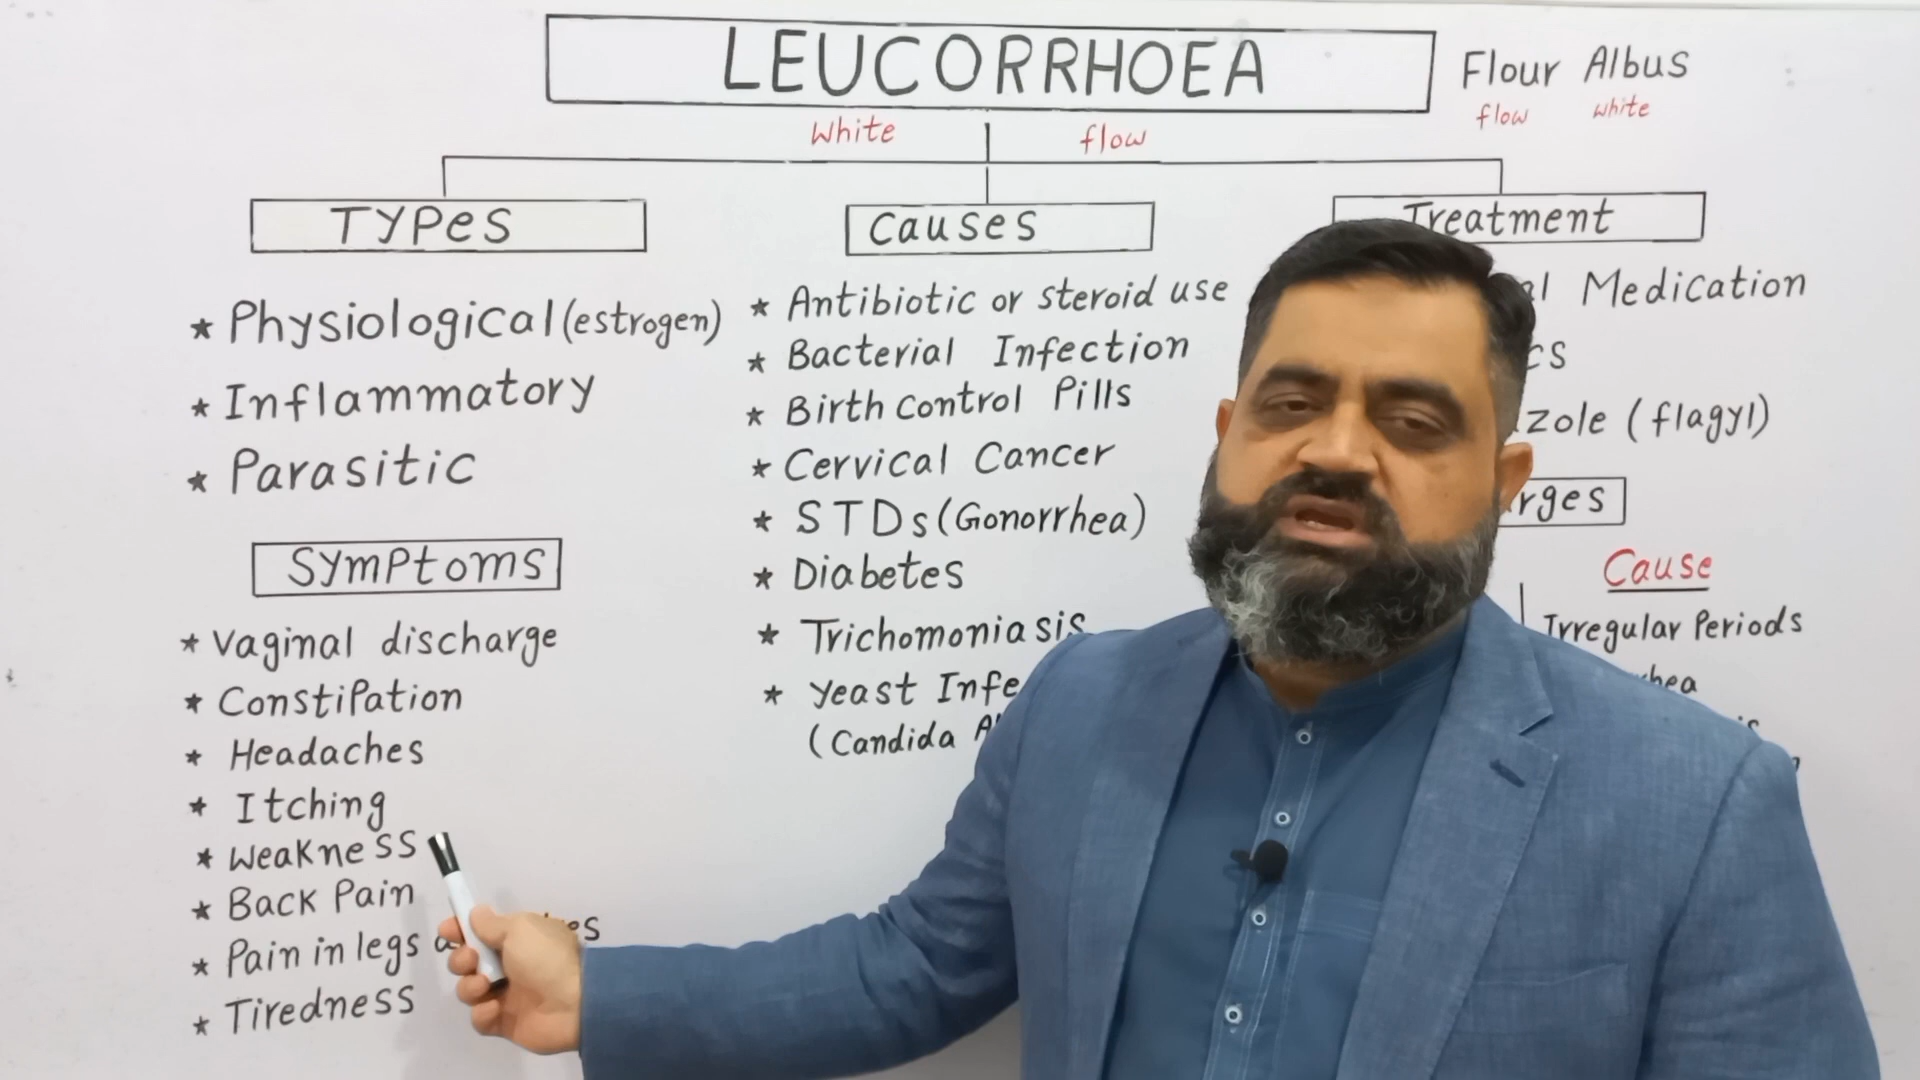 LEUCORRHOEA
Flour Albus
flow white
White flow
Types
* Physiological (estrogen)
* Inflammatory
* Parasitic
Symptoms
* Vaginal discharge
* Constipation
* Headaches
* Itching
* Weakness
* Back Pain
* Pain in legs
* Tiredness
Causes
* Antibiotic or steroid use
* Bacterial Infection
* Birth control Pills
* Cervical Cancer
* STDs (Gonorrhea)
* Diabetes
* Trichomoniasis
* Yeast
(Candida
Treatment
Medication
(flagyl)
Cause
Irregular Periods